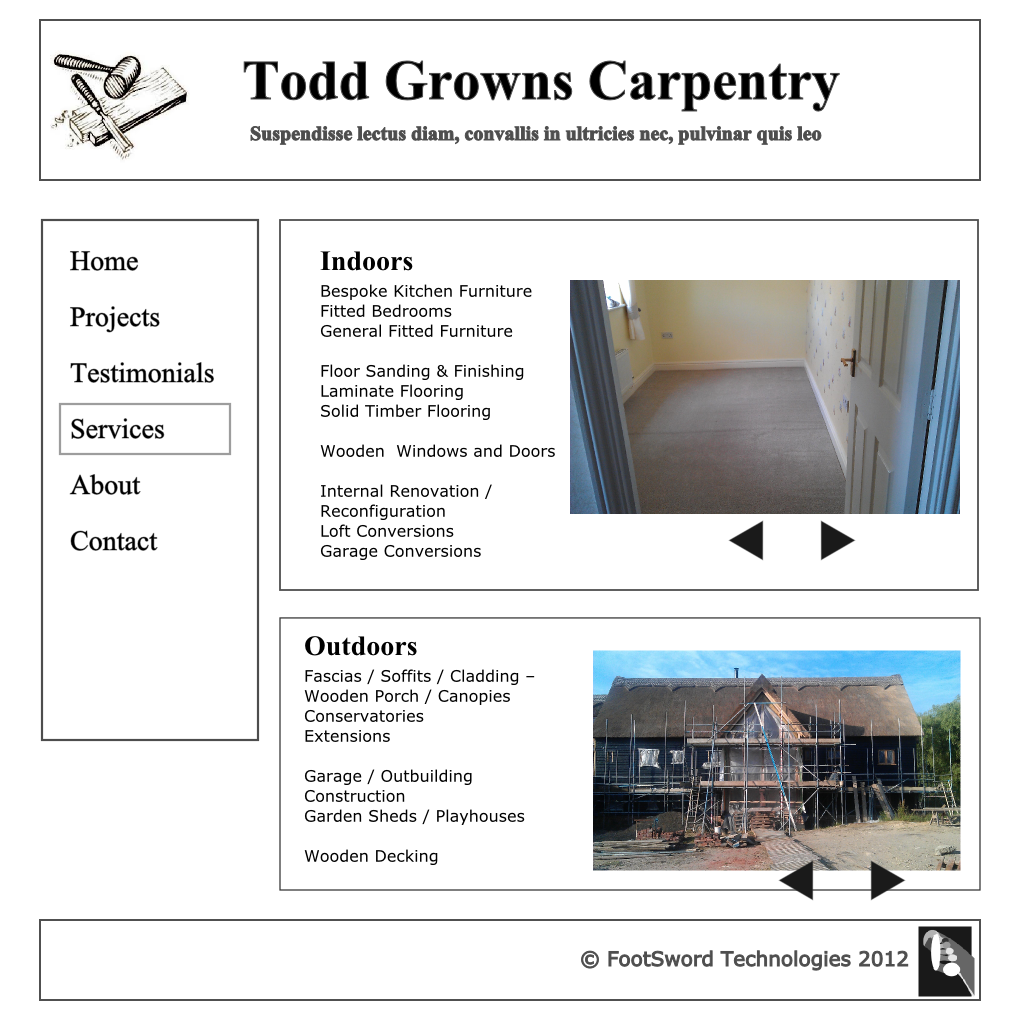 Todd Growns Carpentry
Suspendisse lectus diam, convallis in ultricies nec, pulvinar quis leo
Home
Projects
Testimonials
Services
About
Contact
Indoors
Bespoke Kitchen Furniture
Fitted Bedrooms
General Fitted Furniture
Floor Sanding & Finishing
Laminate Flooring
Solid Timber Flooring
Wooden  Windows and Doors
Internal Renovation /
Reconfiguration
Loft Conversions
Garage Conversions
Outdoors
Fascias / Soffits / Cladding –
Wooden Porch / Canopies
Conservatories
Extensions
Garage / Outbuilding
Construction
Garden Sheds / Playhouses
Wooden Decking
© FootSword Technologies 2012